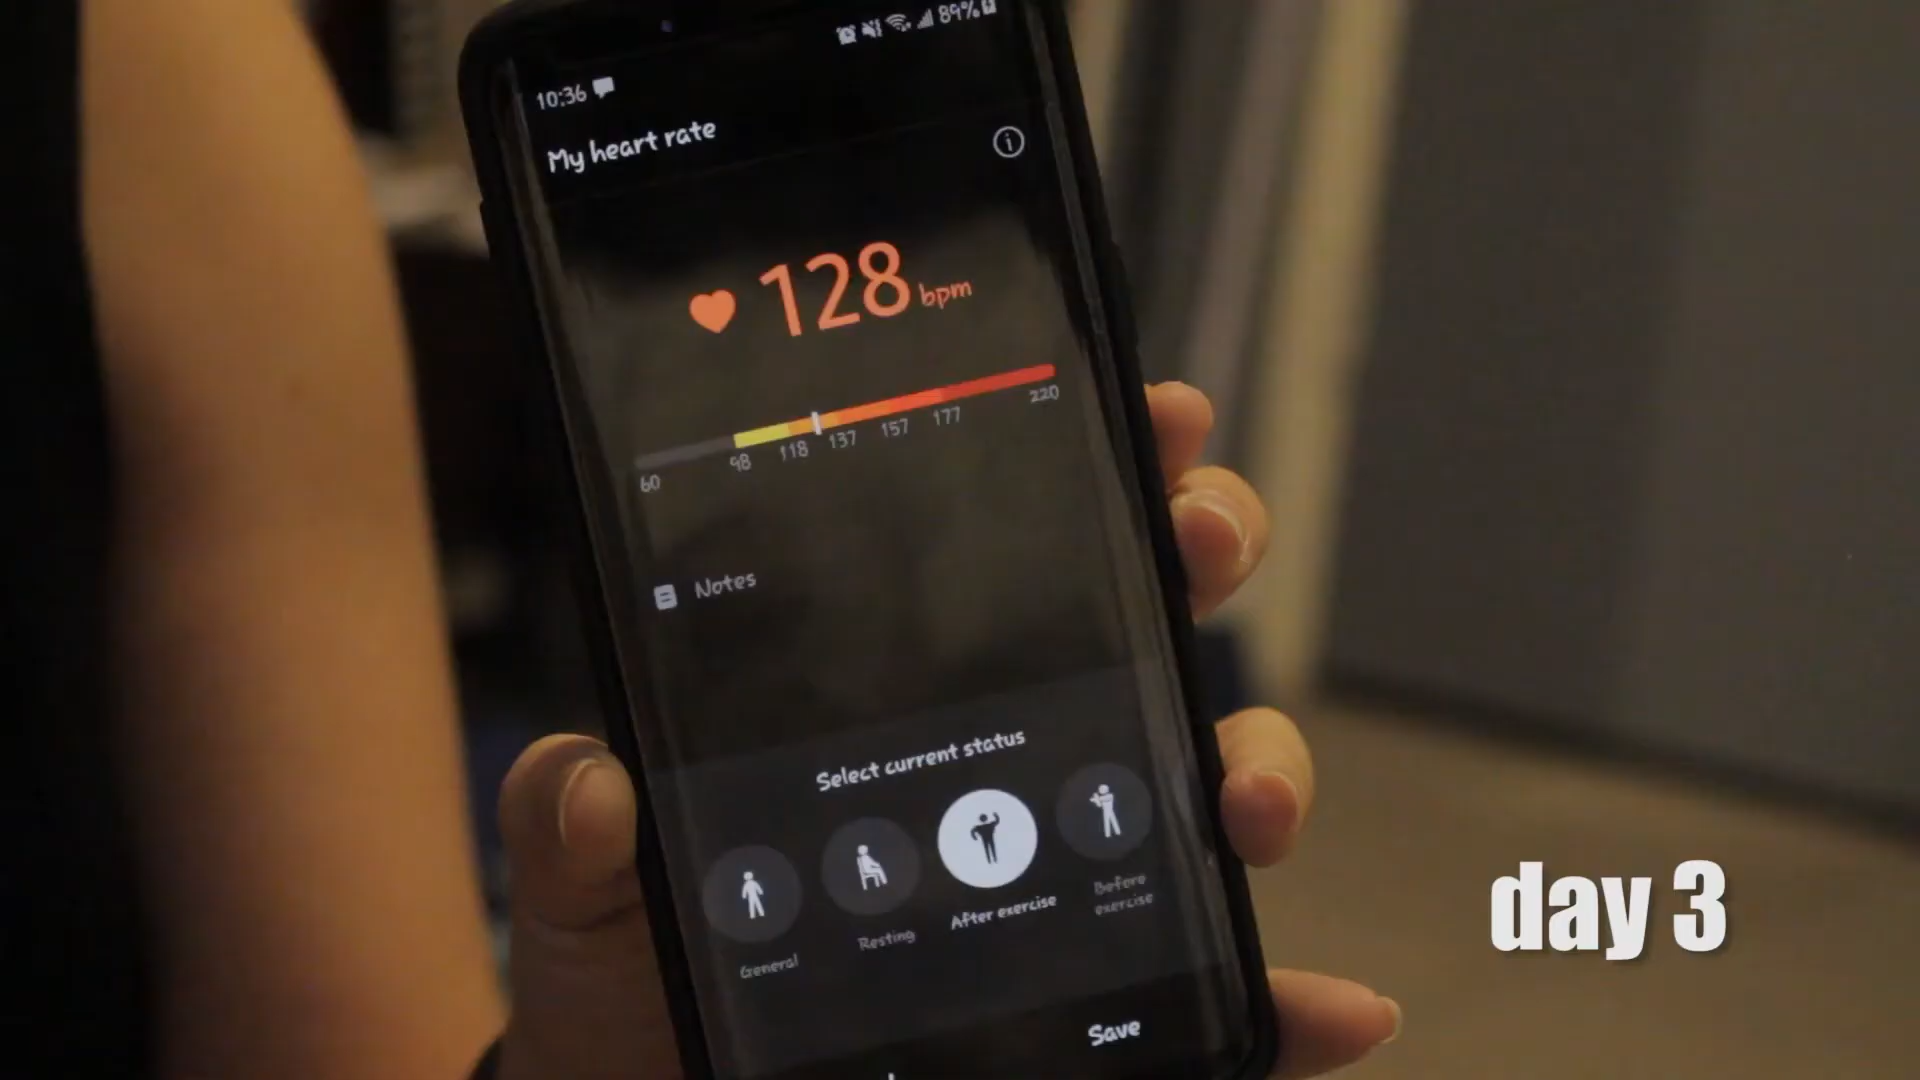 89%
10:36
My heart rate
128 bpm
60 98 118 137 157 177 220
Notes
Select current status
General
Resting
After exercise
Before
exercise
Save
day 3